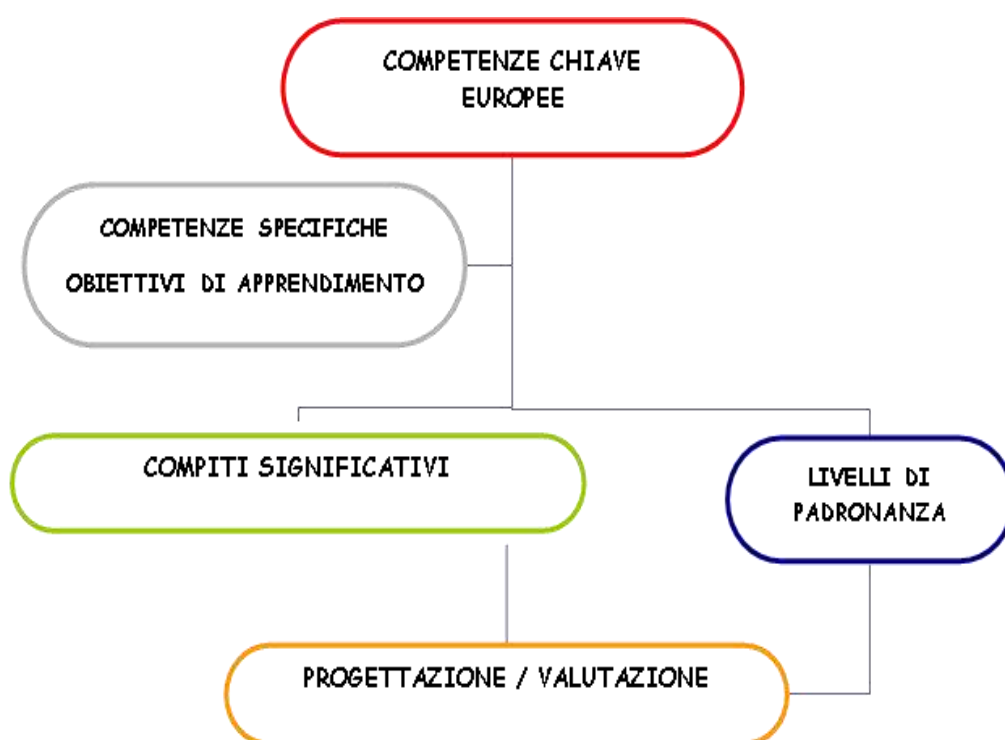 COMPETENZE CHIAVE
EUROPEE
COMPETENZE SPECIFICHE
OBIETTIVI DI APPRENDIMENTO
COMPITI SIGNIFICATIVI
LIVELLI DI
PADRONANZA
PROGETTAZIONE / VALUTAZIONE